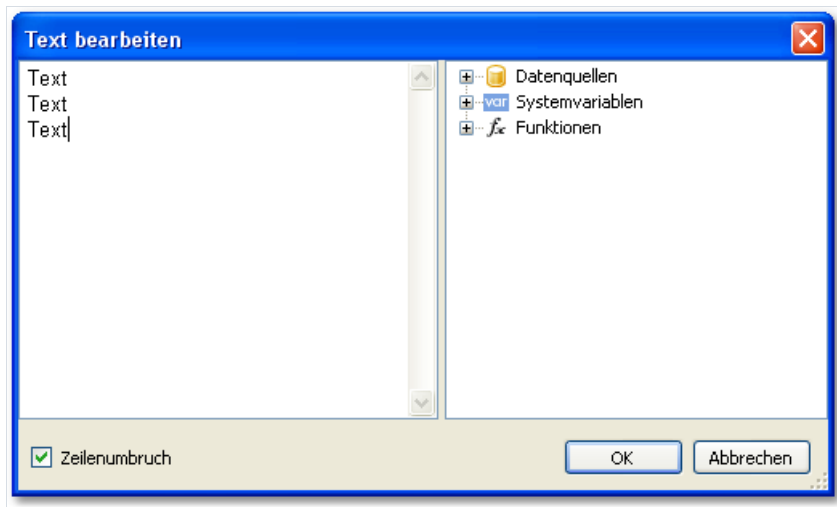 Text bearbeiten
Text
Text
Text
Datenquellen
var Systemvariablen
fx Funktionen
Zeilenumbruch
OK
Abbrechen